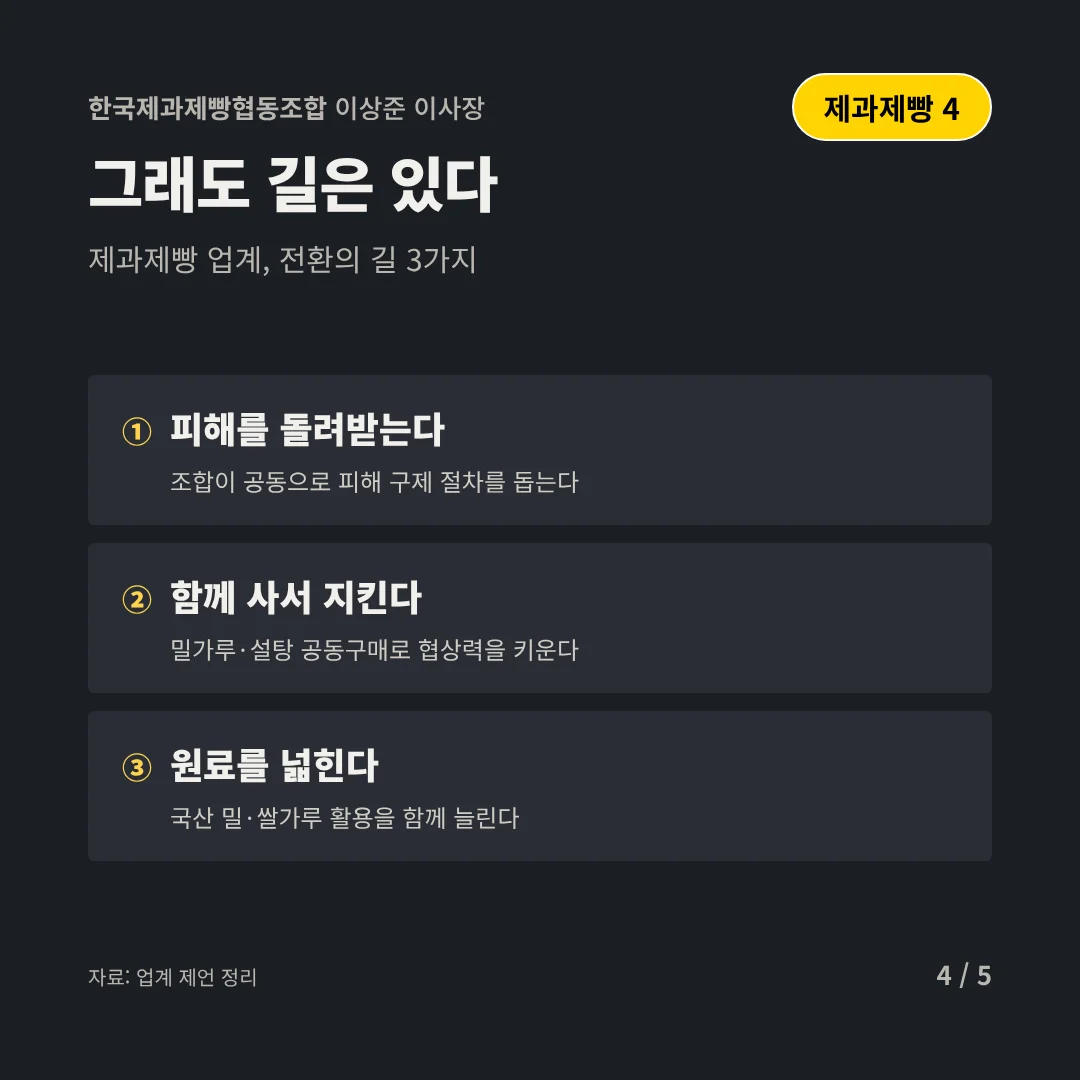 한국제과제빵협동조합 이상준 이사장
제과제빵 4
그래도 길은 있다
제과제빵 업계, 전환의 길 3가지
① 피해를 돌려받는다
조합이 공동으로 피해 구제 절차를 돕는다
② 함께 사서 지킨다
밀가루·설탕 공동구매로 협상력을 키운다
③ 원료를 넓힌다
국산 밀·쌀가루 활용을 함께 늘린다
자료: 업계 제언 정리
4 / 5